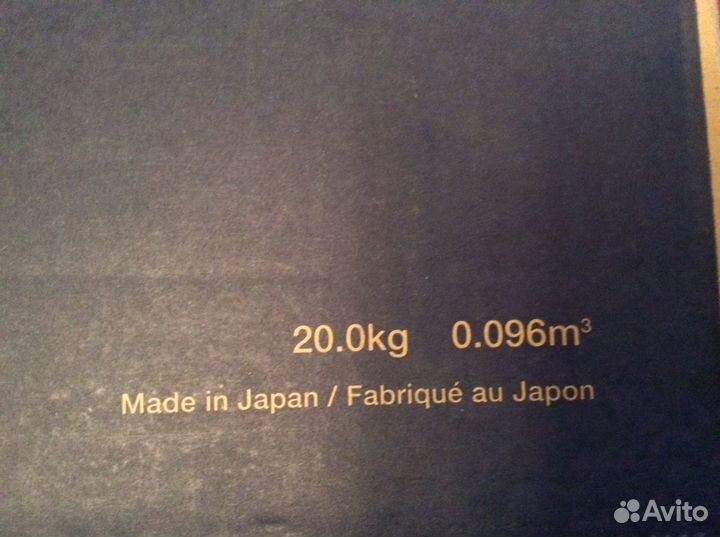 20.0kg 0.096m³
Made in Japan / Fabriqué au Japon
Avito